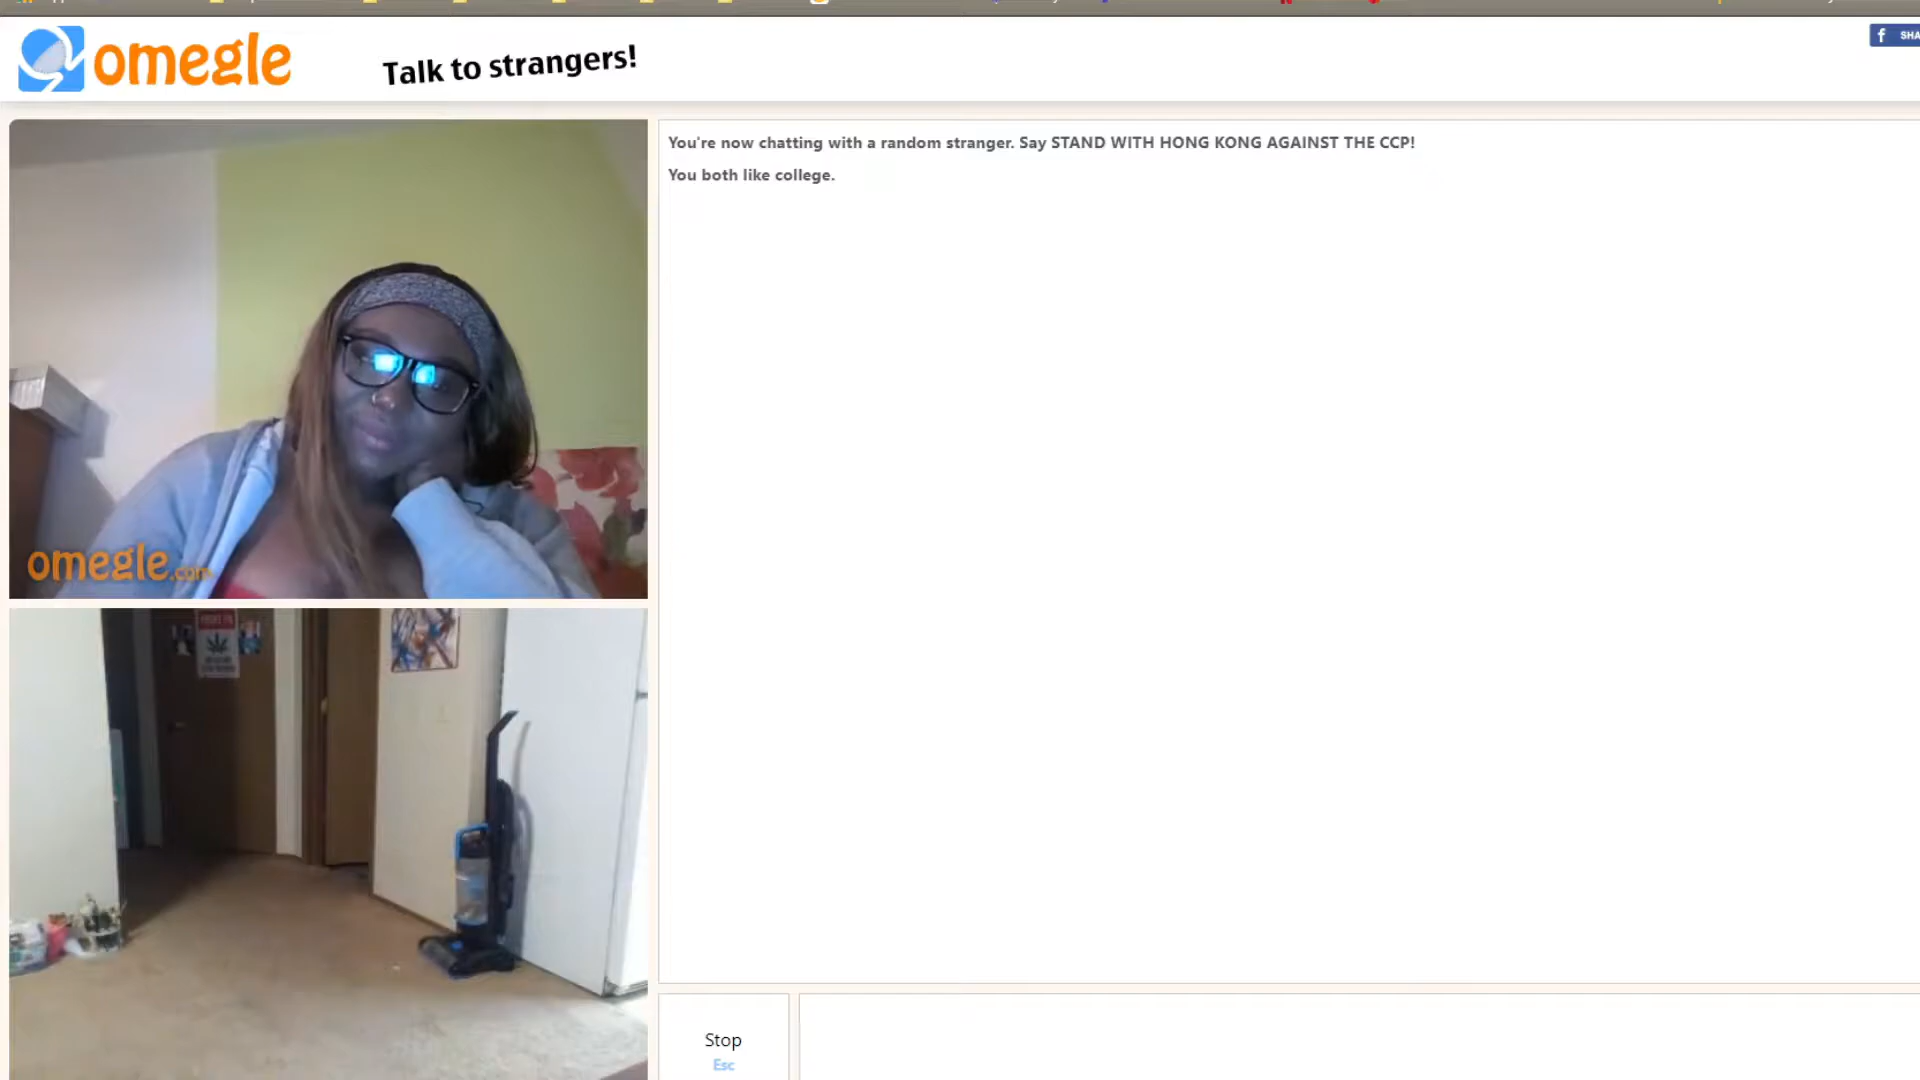 omegle
Talk to strangers!
f SHA
You're now chatting with a random stranger. Say STAND WITH HONG KONG AGAINST THE CCP!
You both like college.
omegle.com
Stop
Esc